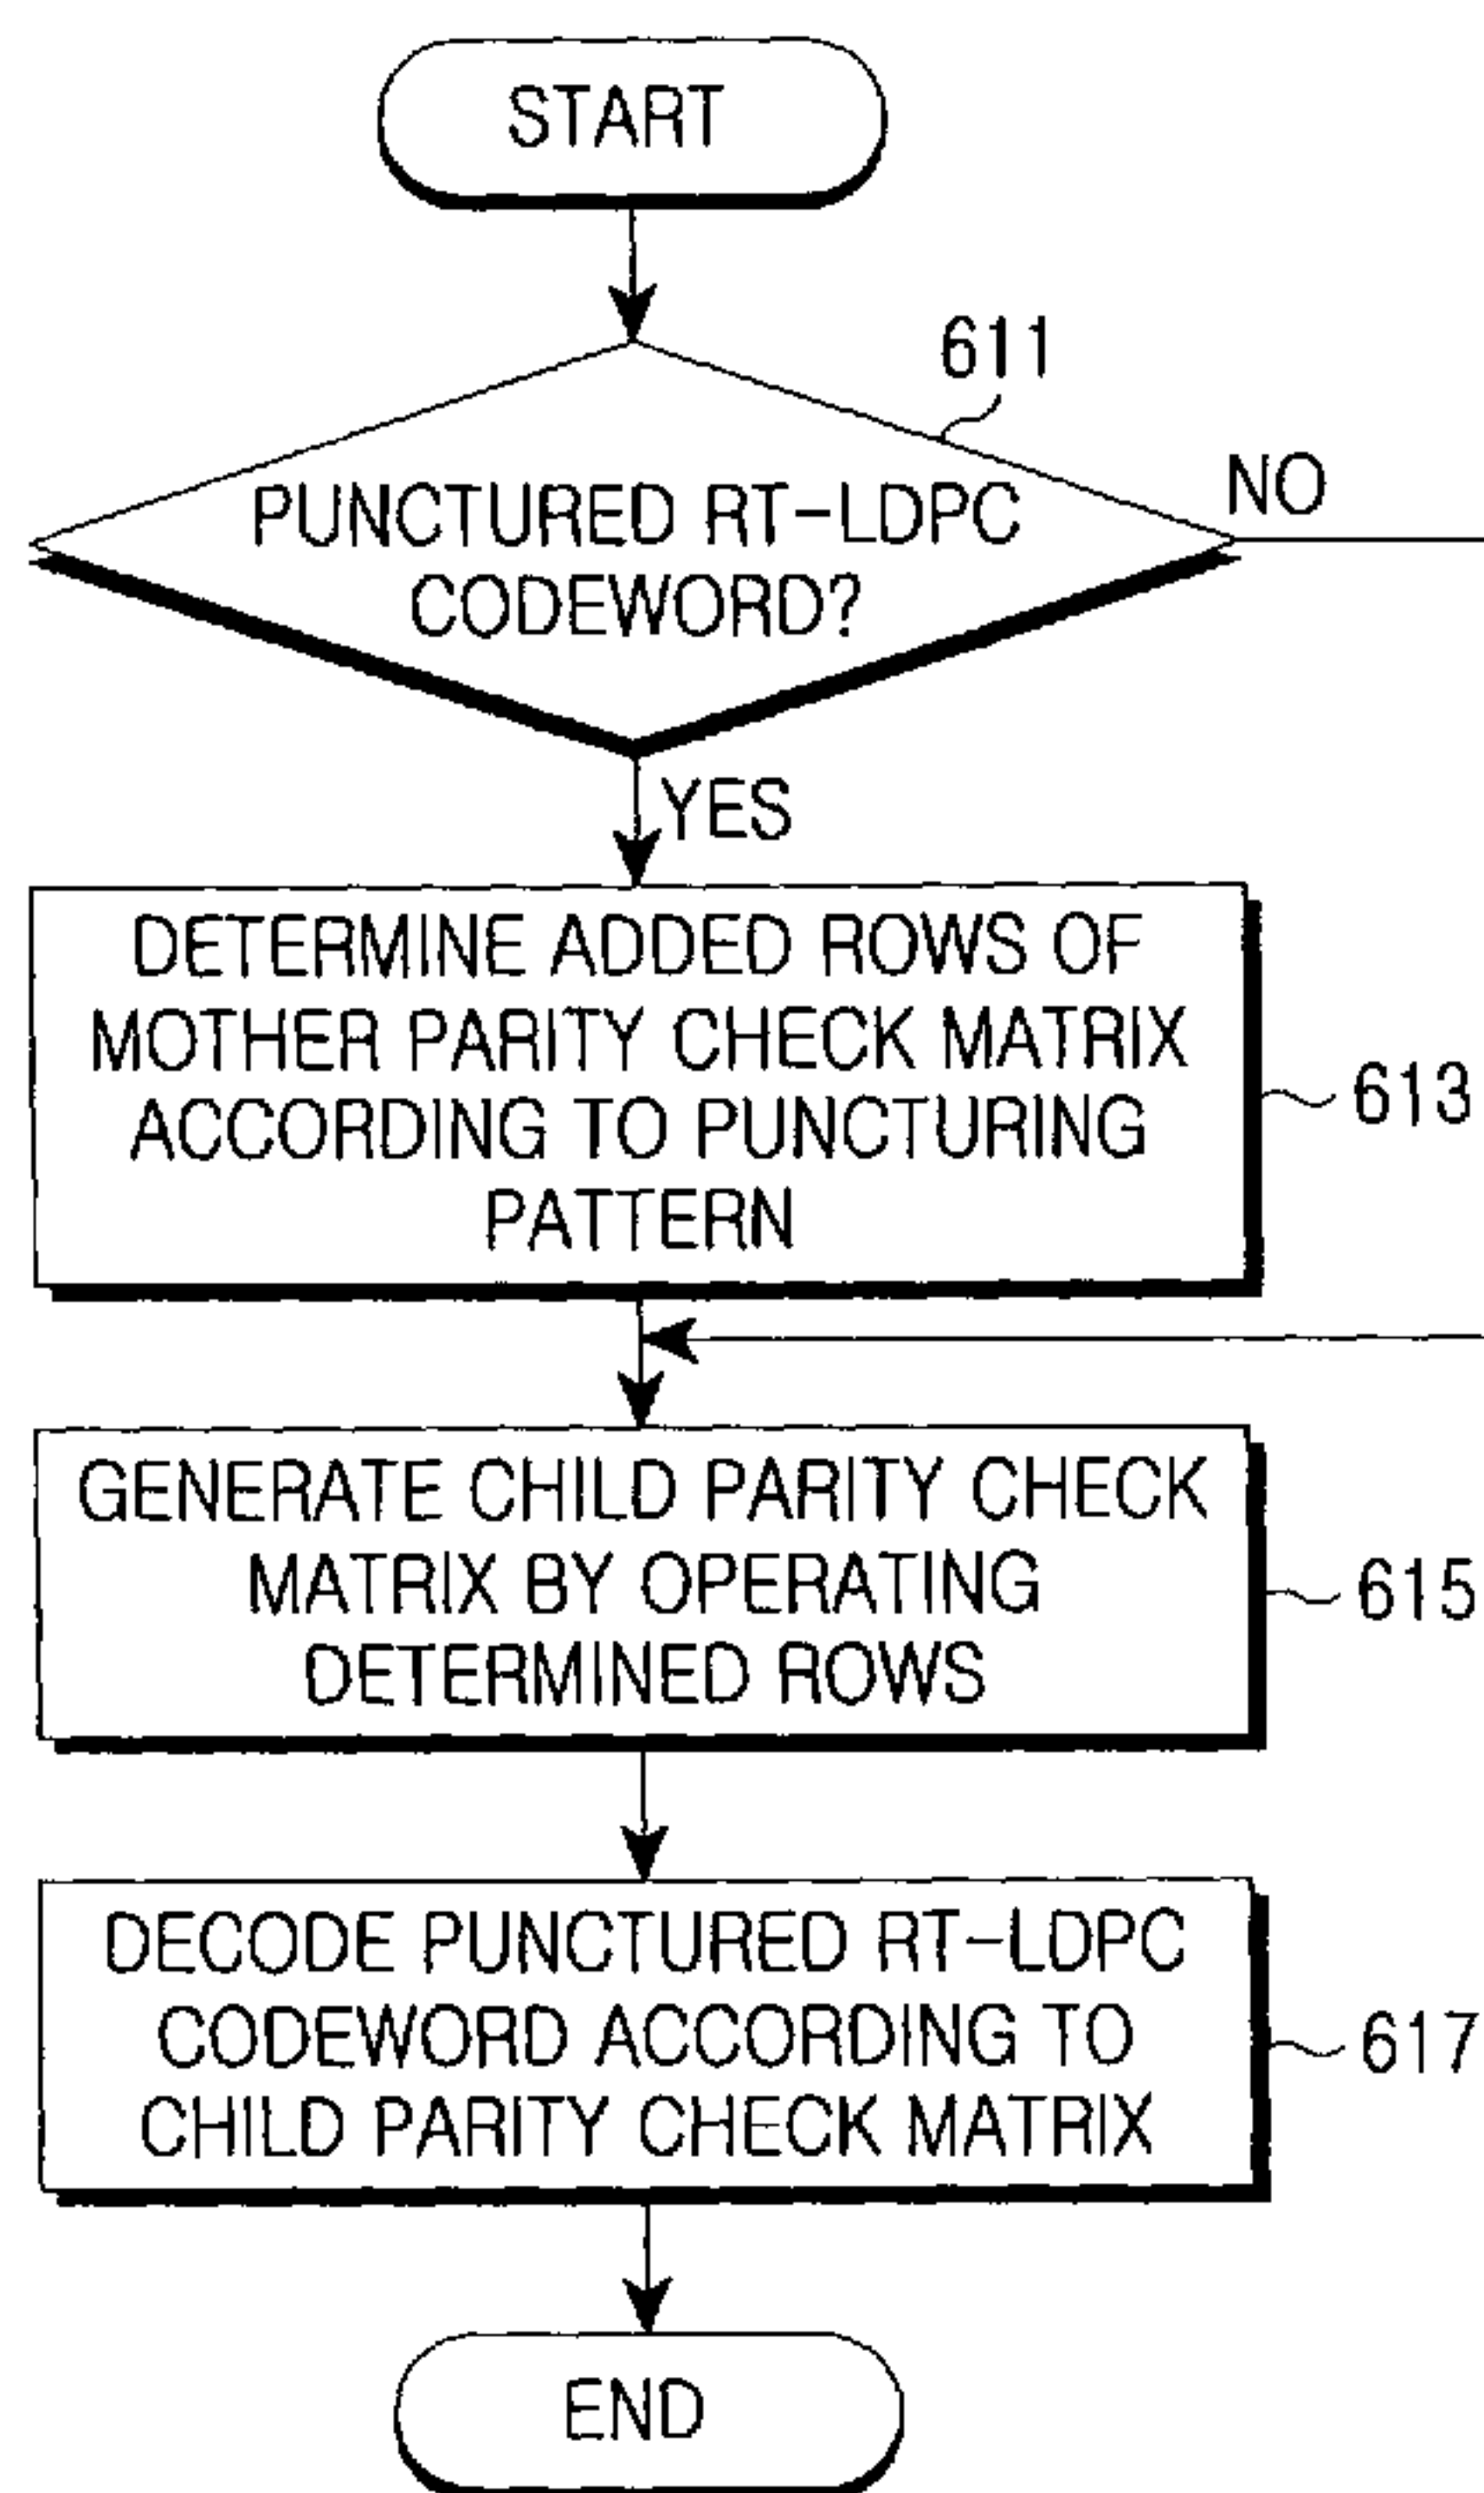 START
611
PUNCTURED RT-LDPC
CODEWORD?
NO
YES
DETERMINE ADDED ROWS OF
MOTHER PARITY CHECK MATRIX
ACCORDING TO PUNCTURING
PATTERN
613
GENERATE CHILD PARITY CHECK
MATRIX BY OPERATING
DETERMINED ROWS
615
DECODE PUNCTURED RT-LDPC
CODEWORD ACCORDING TO
CHILD PARITY CHECK MATRIX
617
END